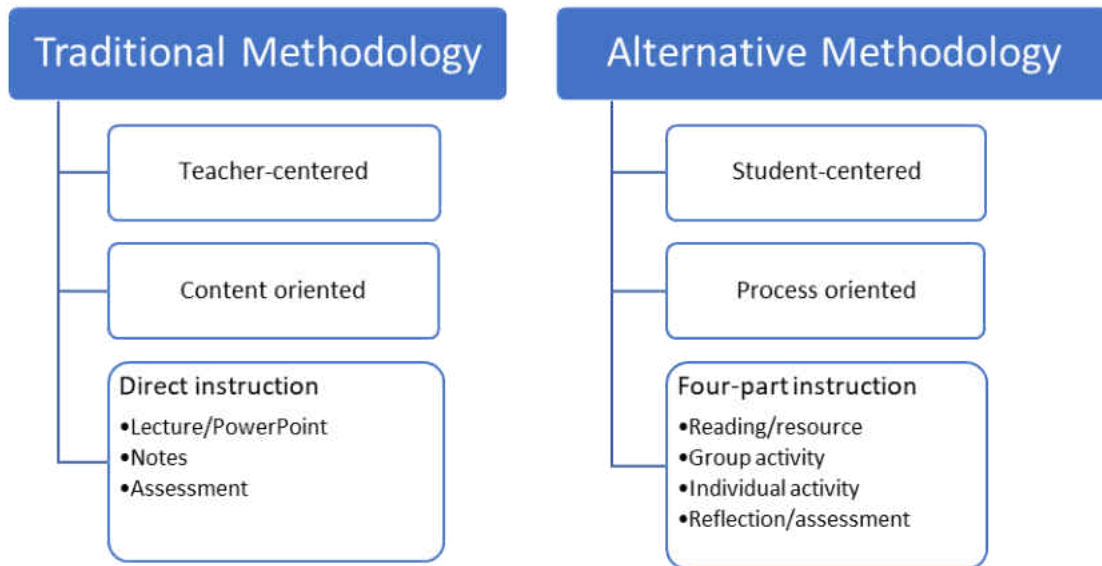 Traditional Methodology
Teacher-centered
Content oriented
Direct instruction
•Lecture/PowerPoint
•Notes
•Assessment
Alternative Methodology
Student-centered
Process oriented
Four-part instruction
•Reading/resource
•Group activity
•Individual activity
•Reflection/assessment